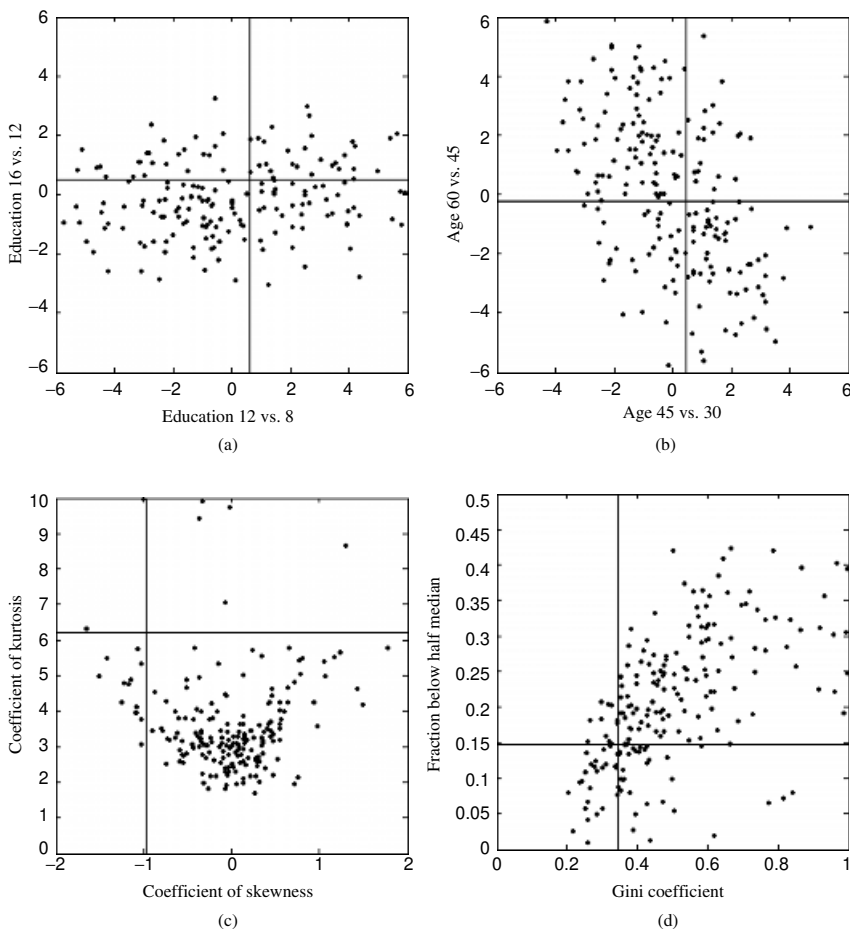 6
4
2
0
−2
−4
−6
−6 −4 −2 0 2 4 6
Education 16 vs. 12
Education 12 vs. 8
(a)
6
4
2
0
−2
−4
−6
−6 −4 −2 0 2 4 6
Age 60 vs. 45
Age 45 vs. 30
(b)
10
9
8
7
6
5
4
3
2
1
0
−2 −1 0 1 2
Coefficient of kurtosis
Coefficient of skewness
(c)
0.5
0.45
0.4
0.35
0.3
0.25
0.2
0.15
0.1
0.05
0
0 0.2 0.4 0.6 0.8 1
Fraction below half median
Gini coefficient
(d)